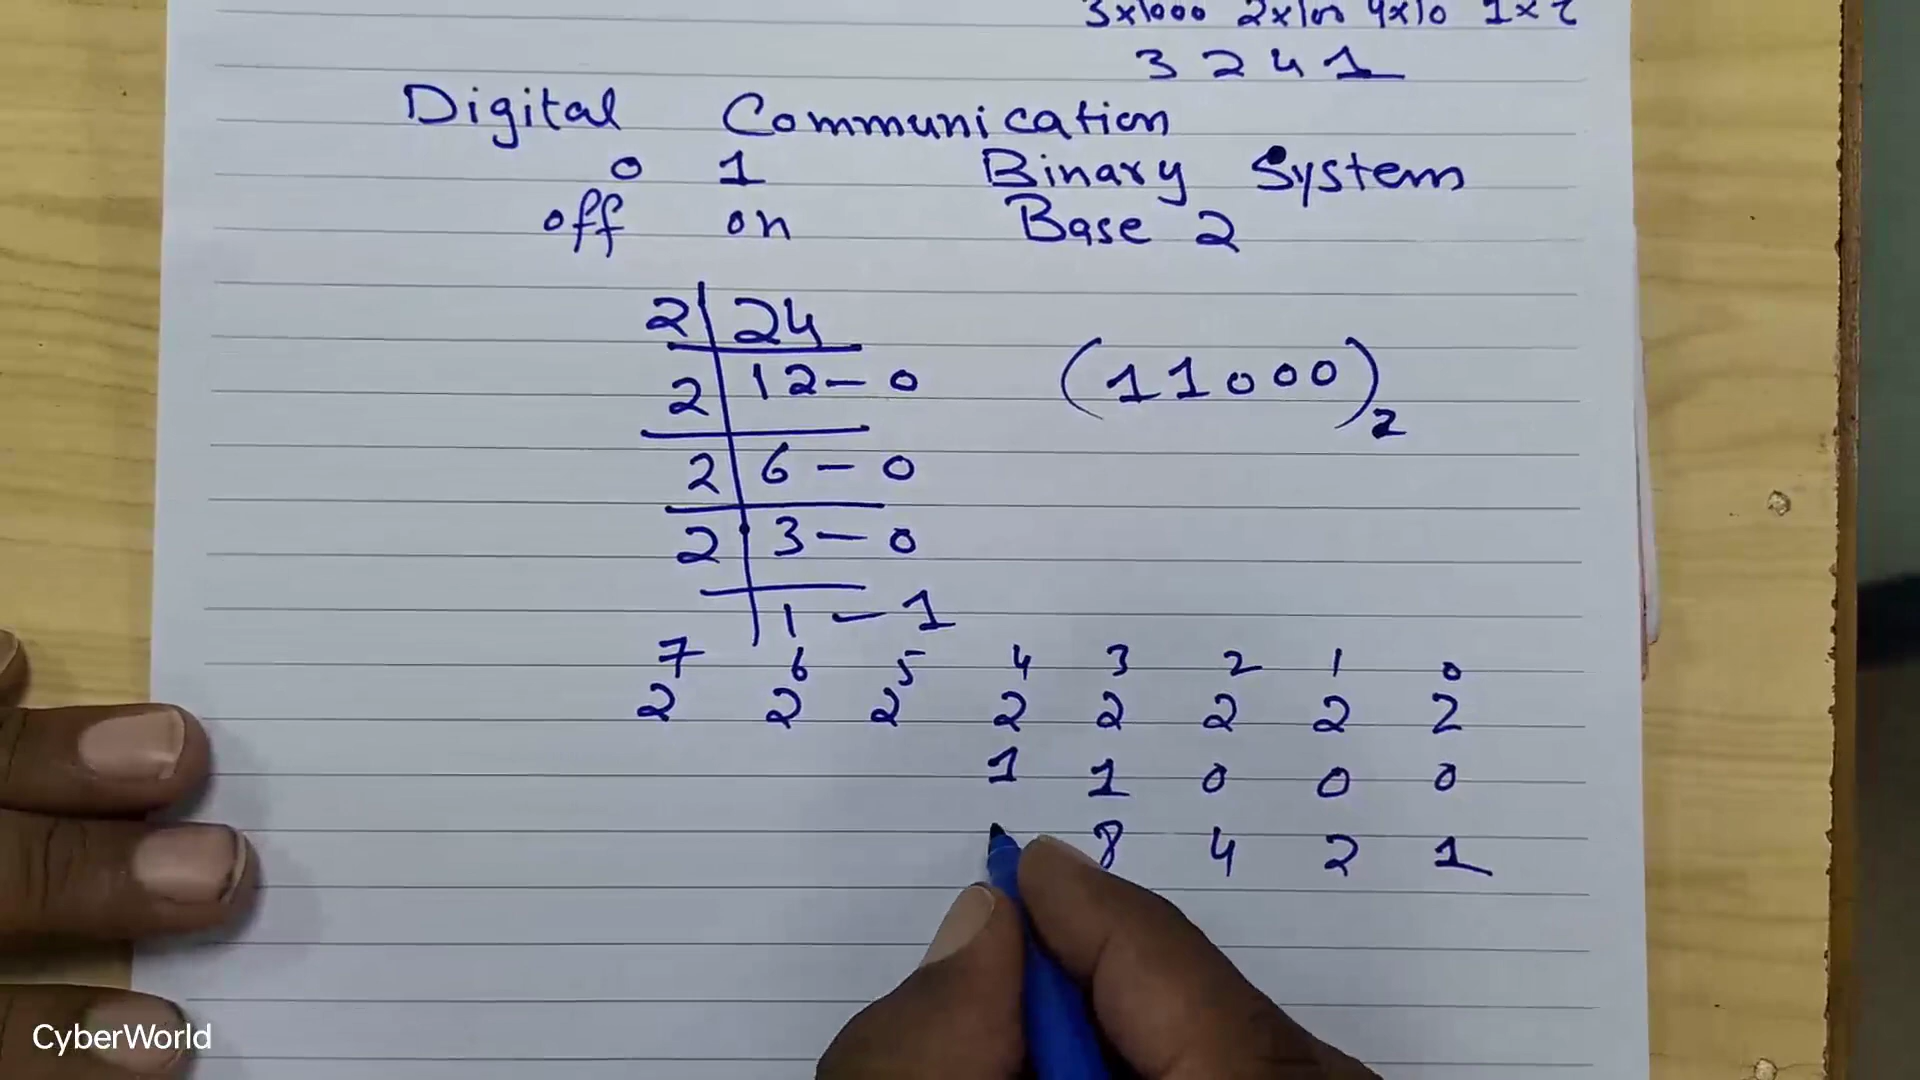 3x1000 2x100 4x10 1x
3 2 4 1
Digital Communication
0 1 Binary System
off on Base 2
2 24
2 12 - 0 (11000)2
2 6 - 0
2 3 - 0
1 - 1
7 6 5 4 3 2 1 0
2 2 2 2 2 2 2 2
1 1 0 0 0
8 4 2 1
CyberWorld